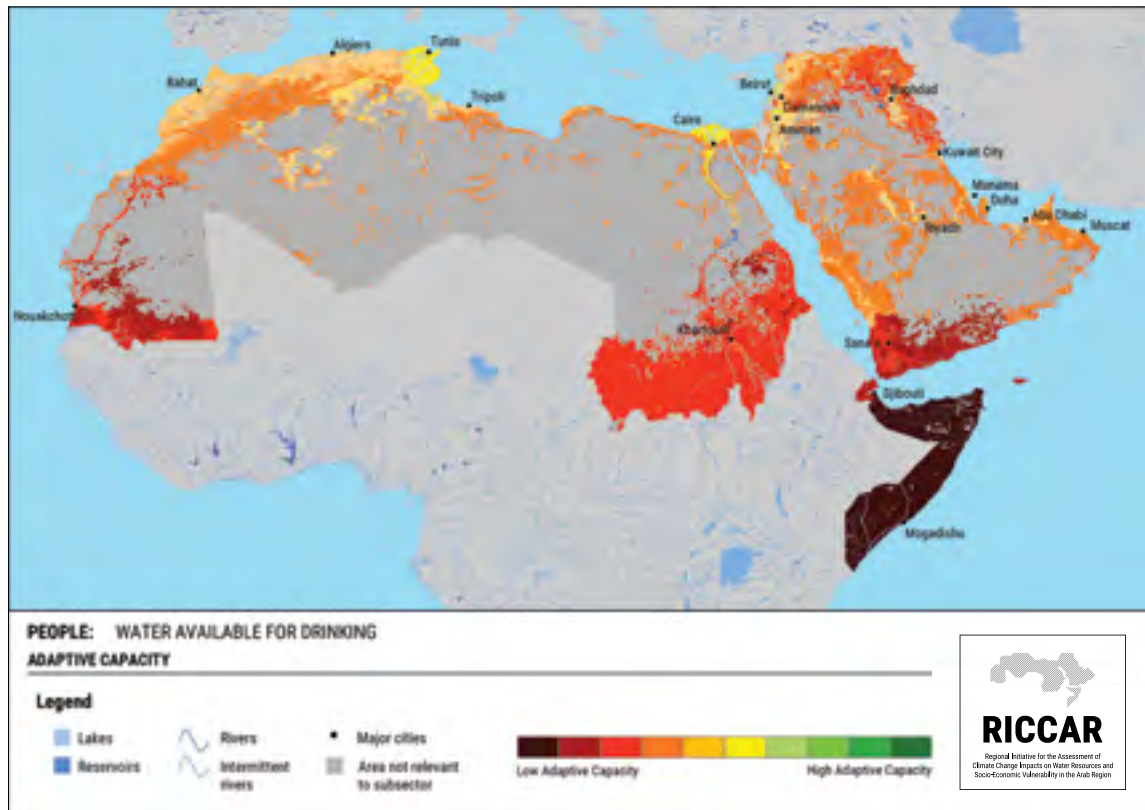 Algiers
Tunis
Rabat
Tripoli
Beirut
Baghdad
Damascus
Cairo
Amman
Kuwait City
Manama
Doha
Abu Dhabi
Riyadh
Muscat
Nouakchott
Khartoum
Sana'a
Djibouti
Mogadishu
PEOPLE: WATER AVAILABLE FOR DRINKING
ADAPTIVE CAPACITY
Legend
Lakes
Rivers
Major cities
Reservoirs
Intermittent
rivers
Area not relevant
to subsector
Low Adaptive Capacity
High Adaptive Capacity
RICCAR
Regional Initiative for the Assessment of
Climate Change Impacts on Water Resources and
Socio-Economic Vulnerability in the Arab Region